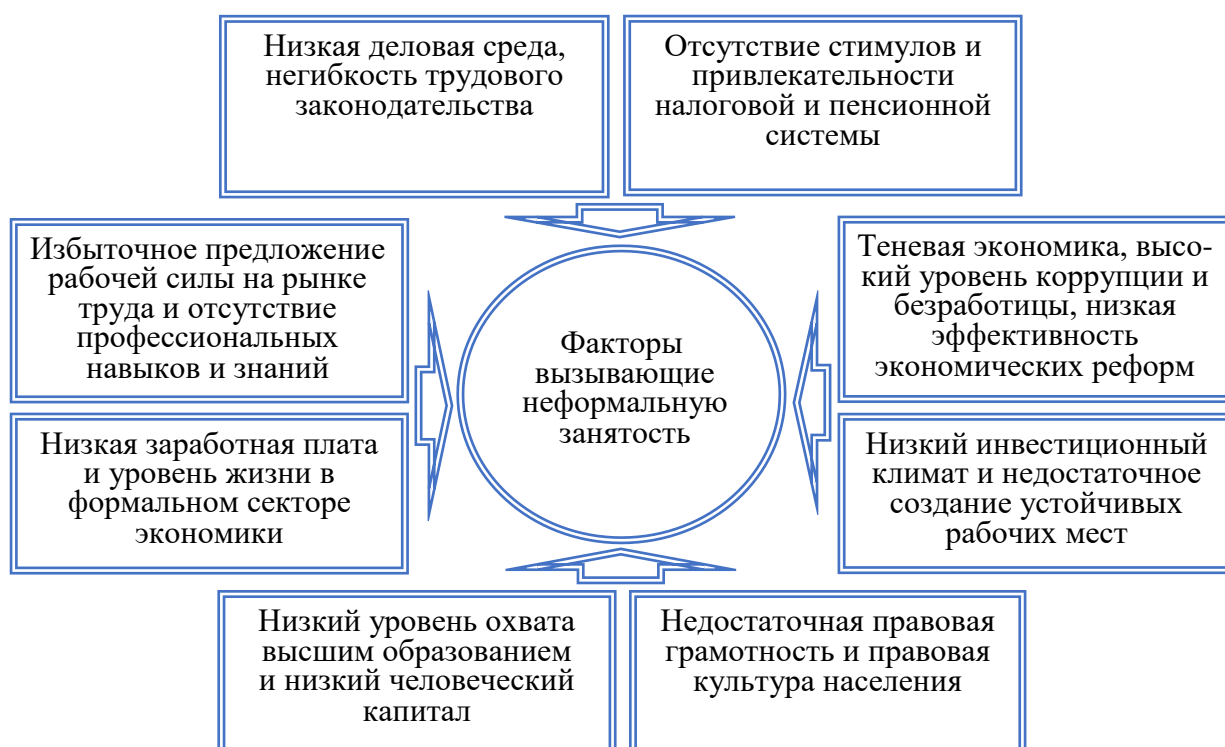 Низкая деловая среда,
негибкость трудового
законодательства
Отсутствие стимулов и
привлекательности
налоговой и пенсионной
системы
Избыточное предложение
рабочей силы на рынке
труда и отсутствие
профессиональных
навыков и знаний
Теневая экономика, высо-
кий уровень коррупции и
безработицы, низкая
эффективность
экономических реформ
Факторы
вызывающие
неформальную
занятость
Низкая заработная плата
и уровень жизни в
формальном секторе
экономики
Низкий инвестиционный
климат и недостаточное
создание устойчивых
рабочих мест
Низкий уровень охвата
высшим образованием
и низкий человеческий
капитал
Недостаточная правовая
грамотность и правовая
культура населения